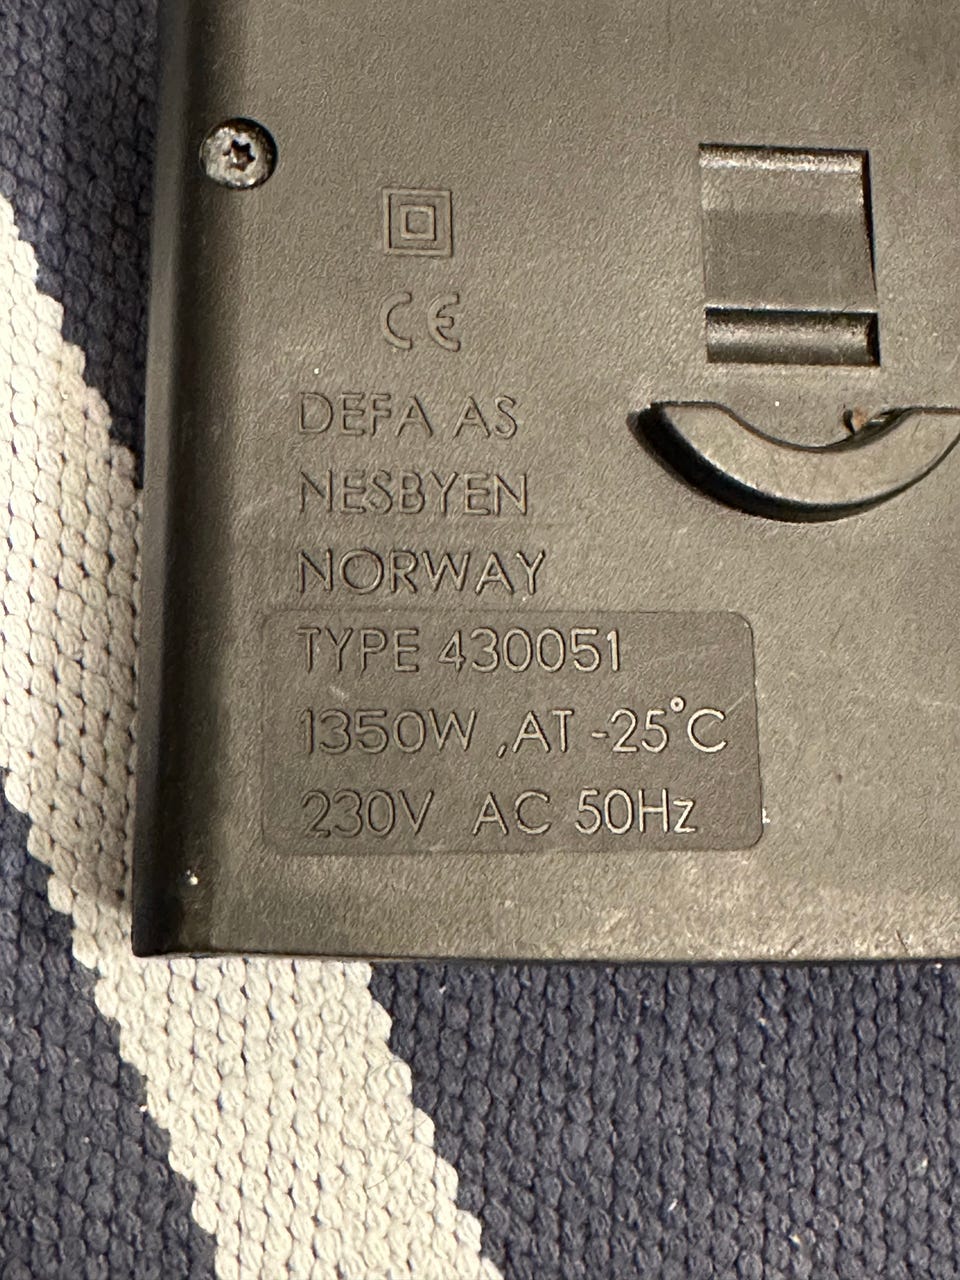 CE
DEFA AS
NESBYEN
NORWAY
TYPE 430051
1350W ,AT -25°C
230V AC 50Hz